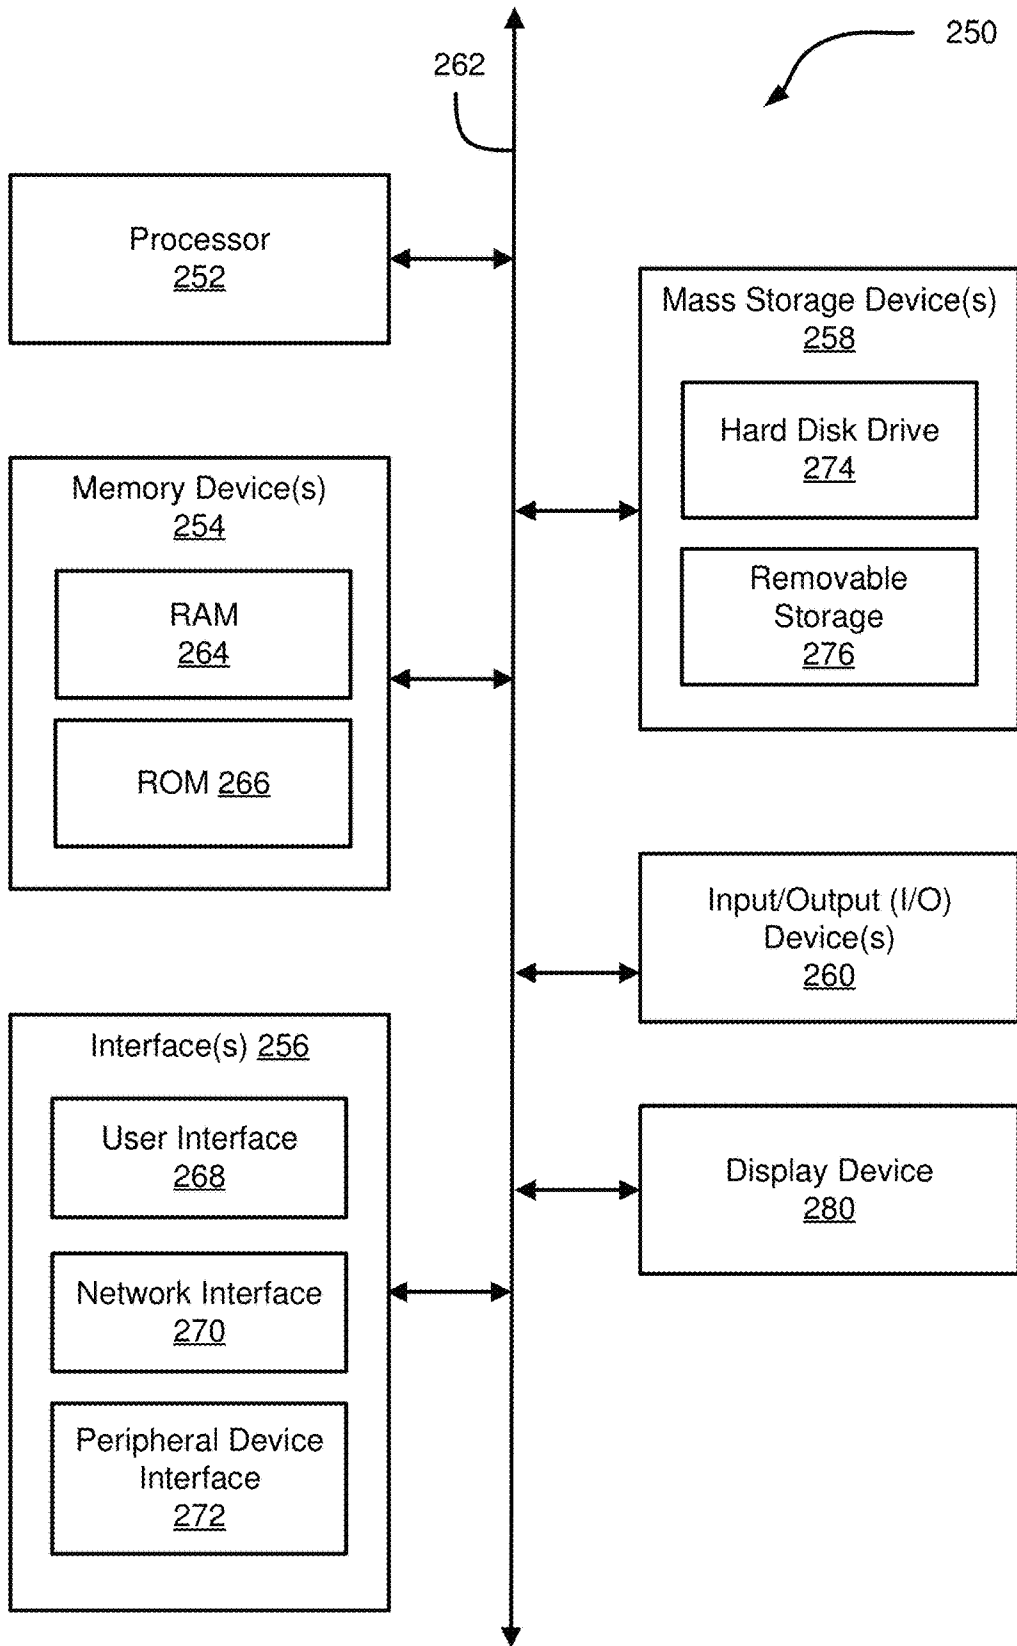 250
262
Processor
252
Mass Storage Device(s)
258
Hard Disk Drive
274
Removable
Storage
276
Memory Device(s)
254
RAM
264
ROM 266
Input/Output (I/O)
Device(s)
260
Interface(s) 256
User Interface
268
Network Interface
270
Peripheral Device
Interface
272
Display Device
280